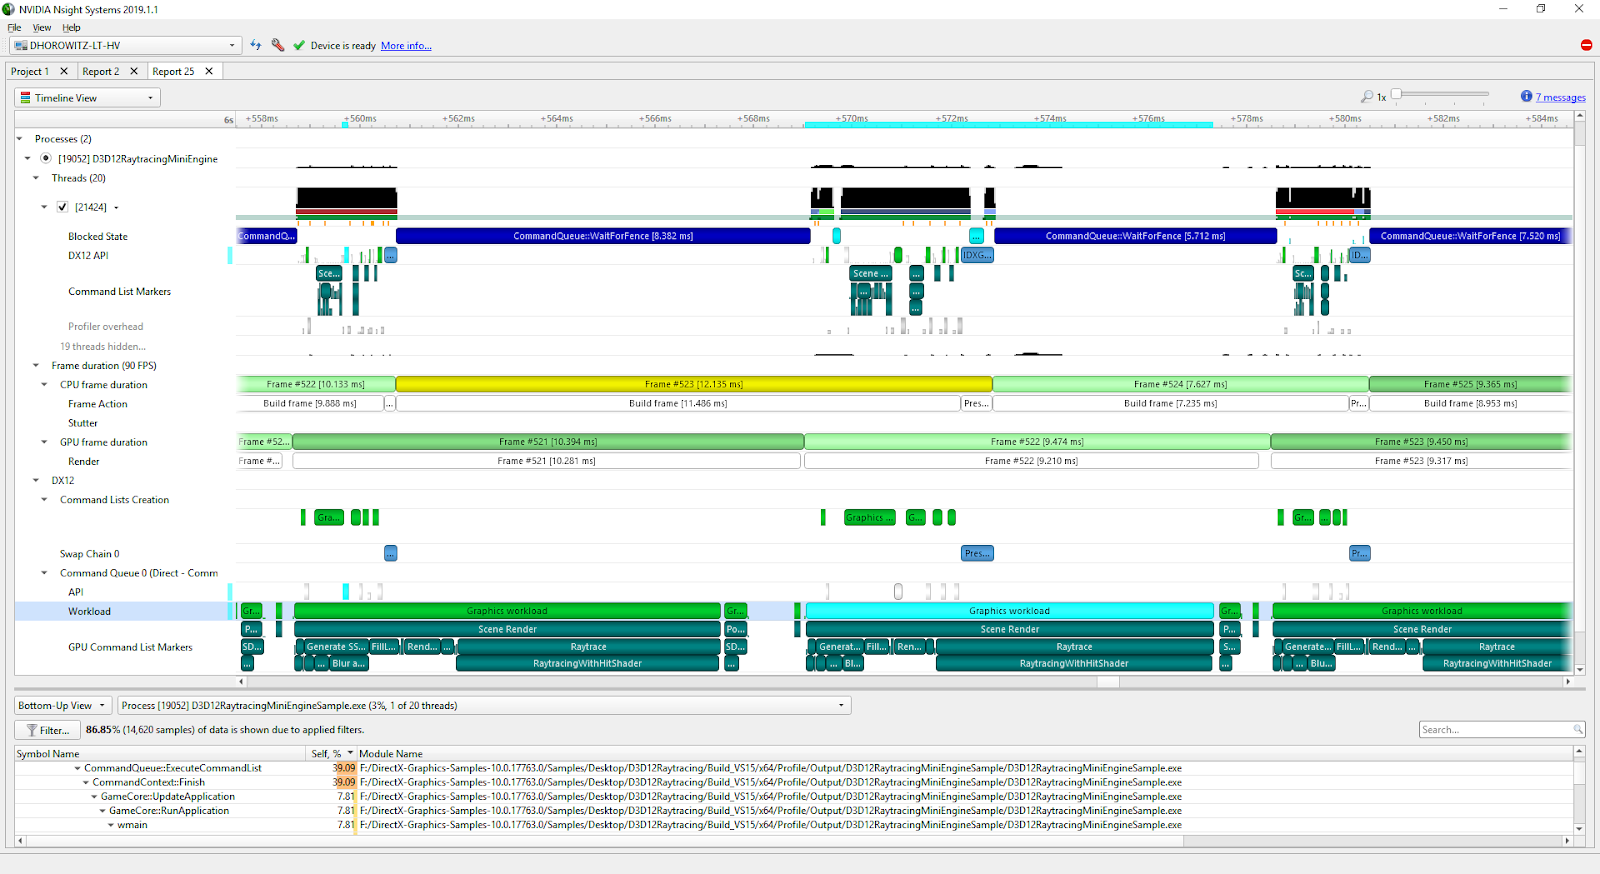 NVIDIA Nsight Systems 2019.1.1
File View Help
DHOROWITZ-LT-HV Device is ready More info...
Project 1 Report 2 Report 25
Timeline View 1x 7 messages
6s +558ms +560ms +562ms +564ms +566ms +568ms +570ms +572ms +574ms +576ms +578ms +580ms +582ms +584ms
Processes (2)
[19052] D3D12RaytracingMiniEngine
Threads (20)
[21424]
Blocked State CommandQ... CommandQueue::WaitForFence [8.382 ms] ... CommandQueue::WaitForFence [5.712 ms] CommandQueue::WaitForFence [7.520 ms]
DX12 API ... IDXG... ID...
Sce... Scene ... ... Sc...
Command List Markers ... ...
...
Profiler overhead
19 threads hidden...
Frame duration (90 FPS)
CPU frame duration Frame #522 [10.133 ms] Frame #523 [12.135 ms] Frame #524 [7.627 ms] Frame #525 [9.365 ms]
Frame Action Build frame [9.888 ms] ... Build frame [11.486 ms] Pres... Build frame [7.235 ms] Pr... Build frame [8.953 ms]
Stutter
GPU frame duration Frame #52... Frame #521 [10.394 ms] Frame #522 [9.474 ms] Frame #523 [9.450 ms]
Render Frame #... Frame #521 [10.281 ms] Frame #522 [9.210 ms] Frame #523 [9.317 ms]
DX12
Command Lists Creation
Gra... Graphics ... G... Gr... ...
Swap Chain 0 ... Pres... Pr...
Command Queue 0 (Direct - Comm
API
Workload Gr... Graphics workload Gr... Graphics workload Gr... Graphics workload
P... Scene Render Po... Scene Render P... Scene Render
GPU Command List Markers SD... Generate SS... FillL... Rend... ... Raytrace SD... Generat... Fill... Ren... Raytrace S... Generate... FillL... Rend... ... Raytrace
... ... Blur a... RaytracingWithHitShader ... ... Bl... RaytracingWithHitShader ... ... Blu... RaytracingWithHitShader
Bottom-Up View Process [19052] D3D12RaytracingMiniEngineSample.exe (3%, 1 of 20 threads)
Filter... 86.85% (14,620 samples) of data is shown due to applied filters. Search...
Symbol Name Self, % Module Name
CommandQueue::ExecuteCommandList 39.09 F:/DirectX-Graphics-Samples-10.0.17763.0/Samples/Desktop/D3D12Raytracing/Build_VS15/x64/Profile/Output/D3D12RaytracingMiniEngineSample/D3D12RaytracingMiniEngineSample.exe
CommandContext::Finish 39.09 F:/DirectX-Graphics-Samples-10.0.17763.0/Samples/Desktop/D3D12Raytracing/Build_VS15/x64/Profile/Output/D3D12RaytracingMiniEngineSample/D3D12RaytracingMiniEngineSample.exe
GameCore::UpdateApplication 7.81 F:/DirectX-Graphics-Samples-10.0.17763.0/Samples/Desktop/D3D12Raytracing/Build_VS15/x64/Profile/Output/D3D12RaytracingMiniEngineSample/D3D12RaytracingMiniEngineSample.exe
GameCore::RunApplication 7.81 F:/DirectX-Graphics-Samples-10.0.17763.0/Samples/Desktop/D3D12Raytracing/Build_VS15/x64/Profile/Output/D3D12RaytracingMiniEngineSample/D3D12RaytracingMiniEngineSample.exe
wmain 7.81 F:/DirectX-Graphics-Samples-10.0.17763.0/Samples/Desktop/D3D12Raytracing/Build_VS15/x64/Profile/Output/D3D12RaytracingMiniEngineSample/D3D12RaytracingMiniEngineSample.exe